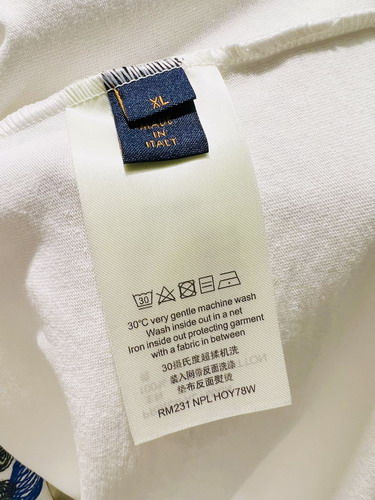 XL
MADE
IN
ITALY
30
30°C very gentle machine wash
Wash inside out in a net
Iron inside out protecting garment
with a fabric in between
30摄氏度超揉机洗
装入网带反面洗涤
垫布反面熨烫
RM231 NPL HOY78W